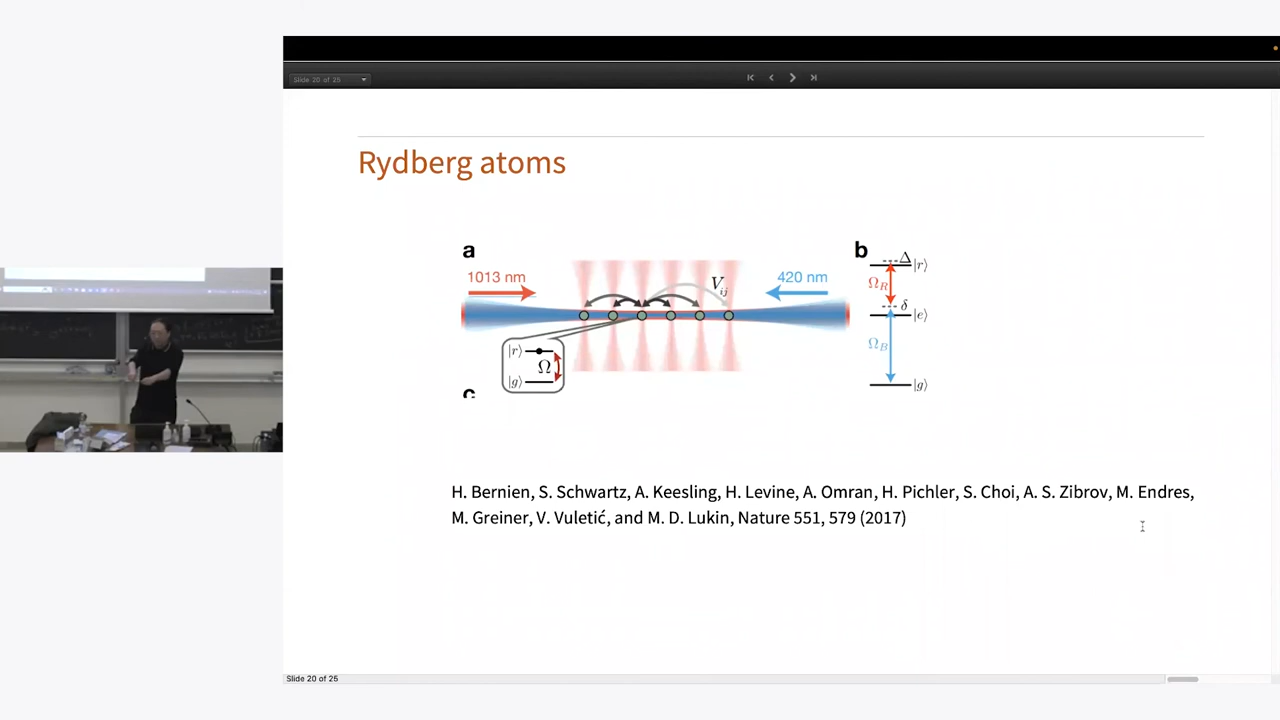 Slide 20 of 25
Rydberg atoms
a
1013 nm
V_ij
420 nm
|r⟩
Ω
|g⟩
c
b
Δ
|r⟩
Ω_R
δ
|e⟩
Ω_B
|g⟩
H. Bernien, S. Schwartz, A. Keesling, H. Levine, A. Omran, H. Pichler, S. Choi, A. S. Zibrov, M. Endres,
M. Greiner, V. Vuletić, and M. D. Lukin, Nature 551, 579 (2017)
Slide 20 of 25